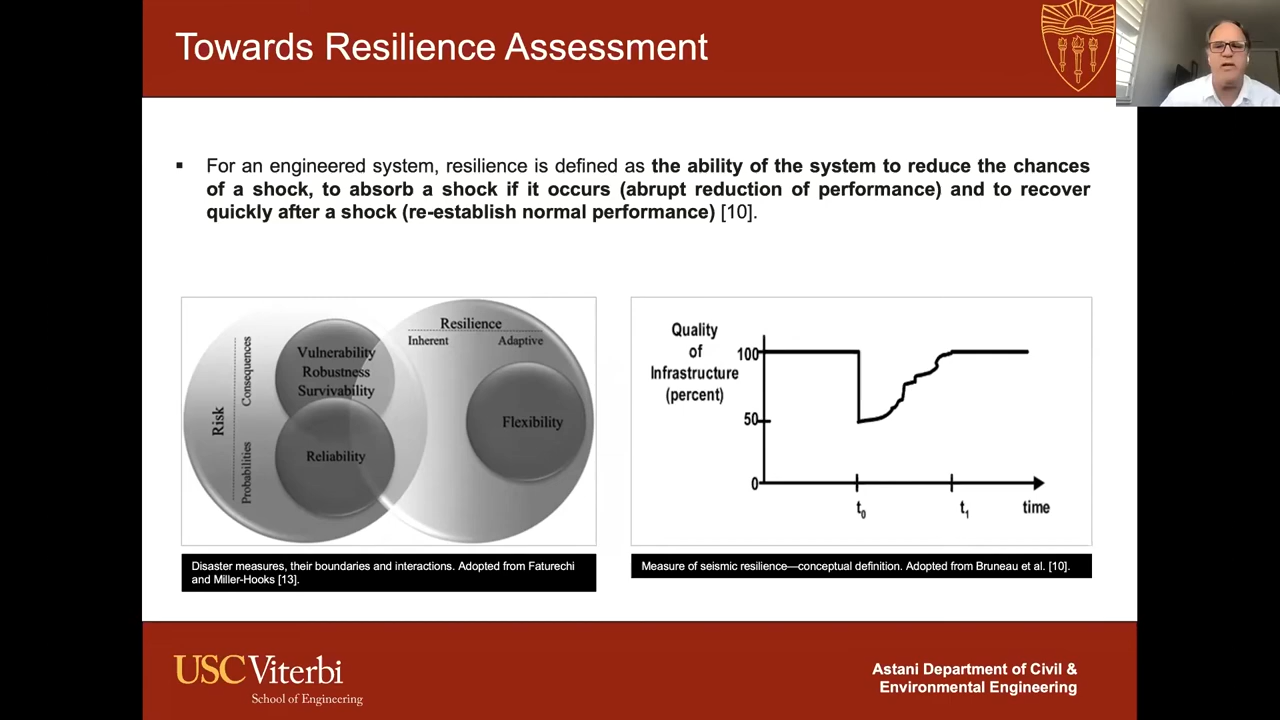 Towards Resilience Assessment
▪ For an engineered system, resilience is defined as the ability of the system to reduce the chances
of a shock, to absorb a shock if it occurs (abrupt reduction of performance) and to recover
quickly after a shock (re-establish normal performance) [10].
Risk
Consequences
Probabilities
Vulnerability
Robustness
Survivability
Reliability
Resilience
Inherent
Adaptive
Flexibility
Disaster measures, their boundaries and interactions. Adopted from Faturechi
and Miller-Hooks [13].
Quality
of
Infrastructure
(percent)
100
50
0
t0
t1
time
Measure of seismic resilience—conceptual definition. Adopted from Bruneau et al. [10].
USC Viterbi
School of Engineering
Astani Department of Civil &
Environmental Engineering